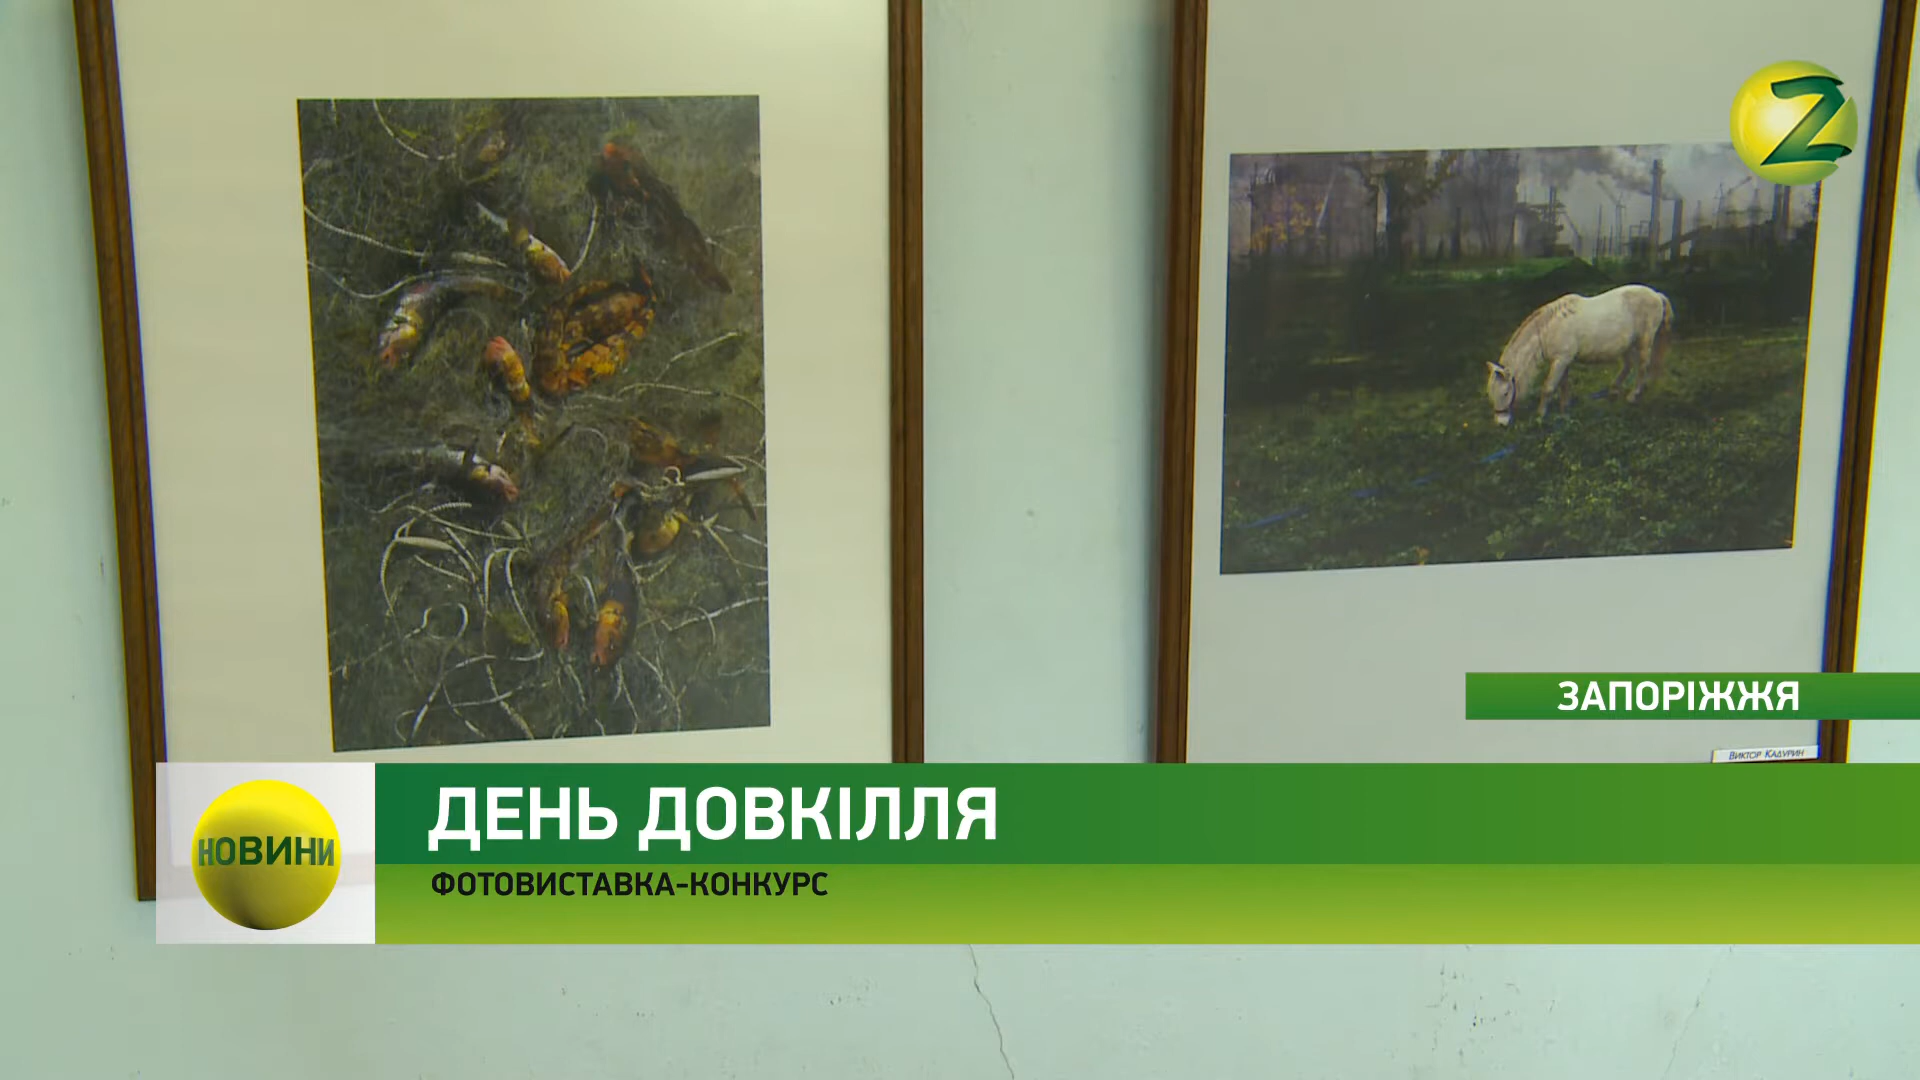 Z
ЗАПОРІЖЖЯ
Виктор Кадурин
ДЕНЬ ДОВКІЛЛЯ
НОВИНИ
ФОТОВИСТАВКА-КОНКУРС